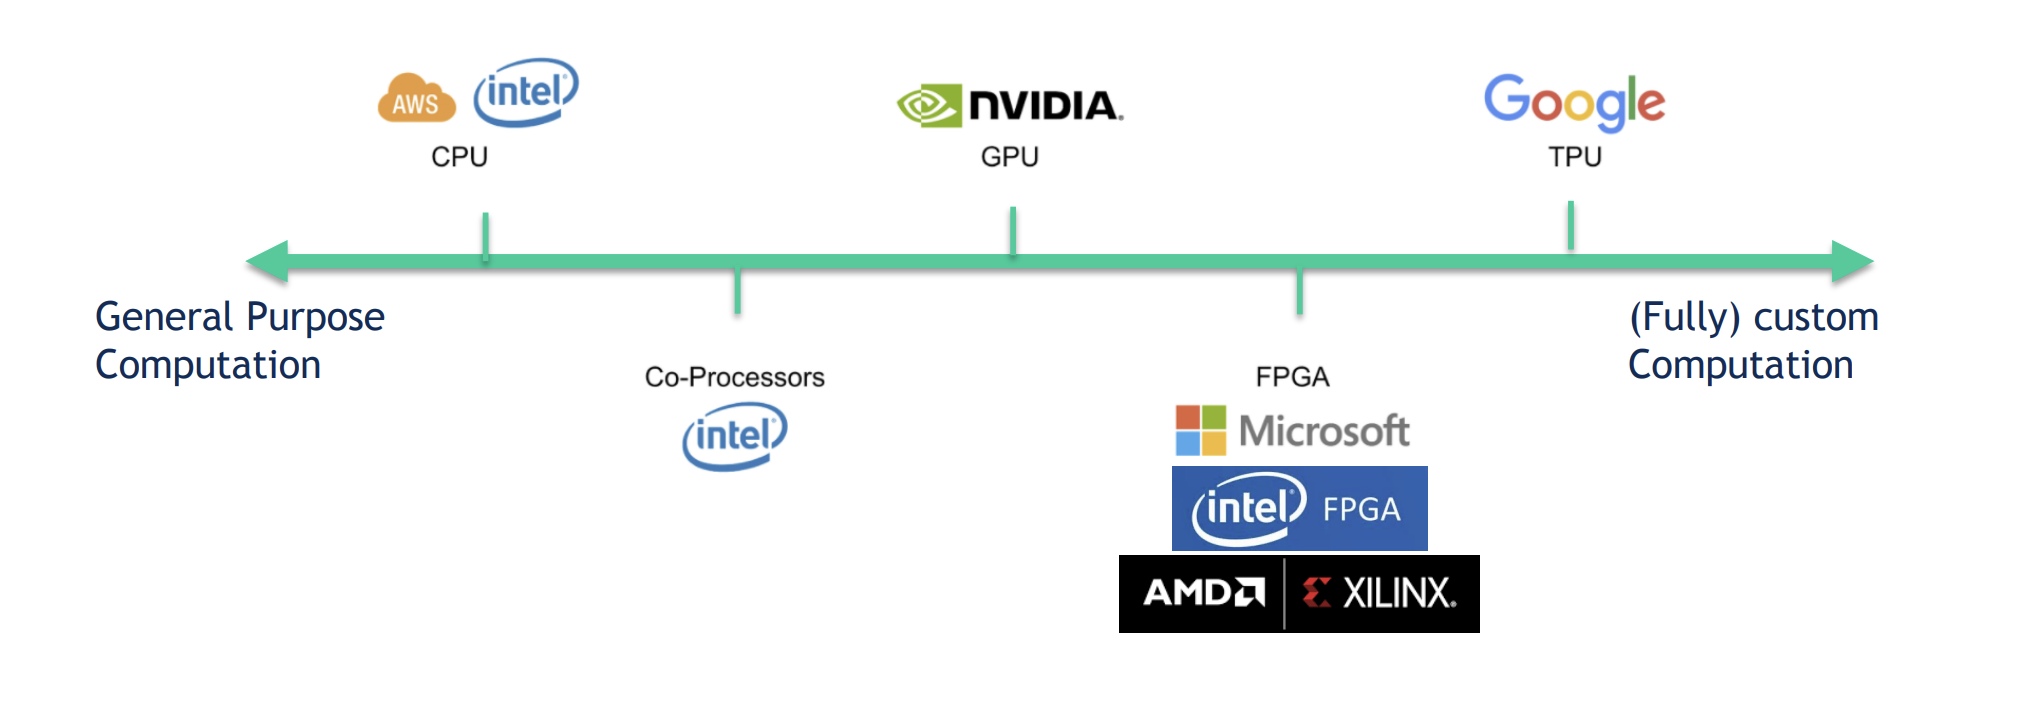 AWS intel
CPU
NVIDIA.
GPU
Google
TPU
General Purpose
Computation
(Fully) custom
Computation
Co-Processors
intel
FPGA
Microsoft
intel FPGA
AMD XILINX.